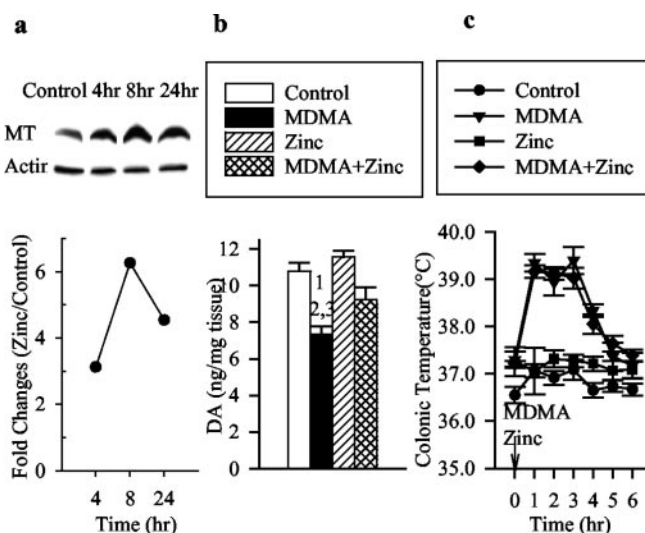 a
Control 4hr 8hr 24hr
MT
Actir
Fold Changes (Zinc/Control)
6
4
2
0
4 8 24
Time (hr)
b
Control
MDMA
Zinc
MDMA+Zinc
DA (ng/mg tissue)
12
10
8
6
4
2
0
1
2,3
c
Control
MDMA
Zinc
MDMA+Zinc
Colonic Temperature(°C)
40.0
39.0
38.0
37.0
36.0
35.0
MDMA
Zinc
0 1 2 3 4 5 6
Time (hr)